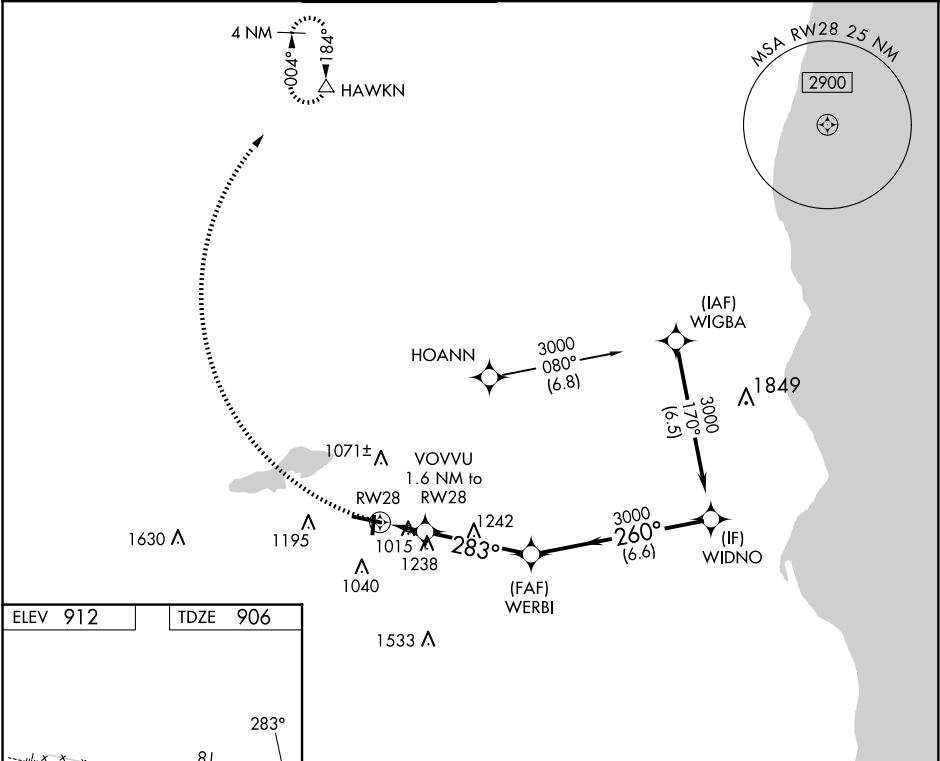 4 NM
004°
184°
HAWKN
MSA RW28 25 NM
2900
(IAF)
WIGBA
HOANN
3000
080°
(6.8)
3000
170°
(6.5)
1849
1071±
VOVVU
1.6 NM to
RW28
RW28
1630
1195
1015
1238
1242
1040
283°
3000
260°
(6.6)
(IF)
WIDNO
(FAF)
WERBI
1533
ELEV 912
TDZE 906
283°